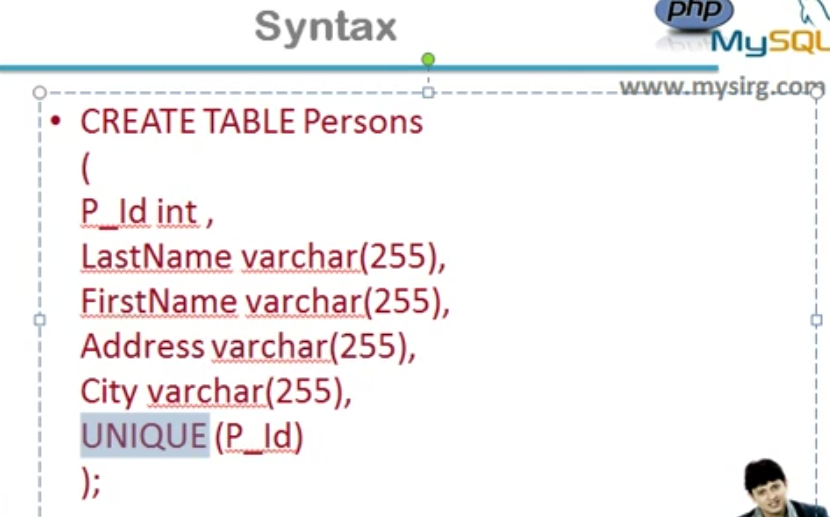 Syntax
php
MySQL
www.mysirg.com
• CREATE TABLE Persons
(
P_Id int ,
LastName varchar(255),
FirstName varchar(255),
Address varchar(255),
City varchar(255),
UNIQUE (P_Id)
);